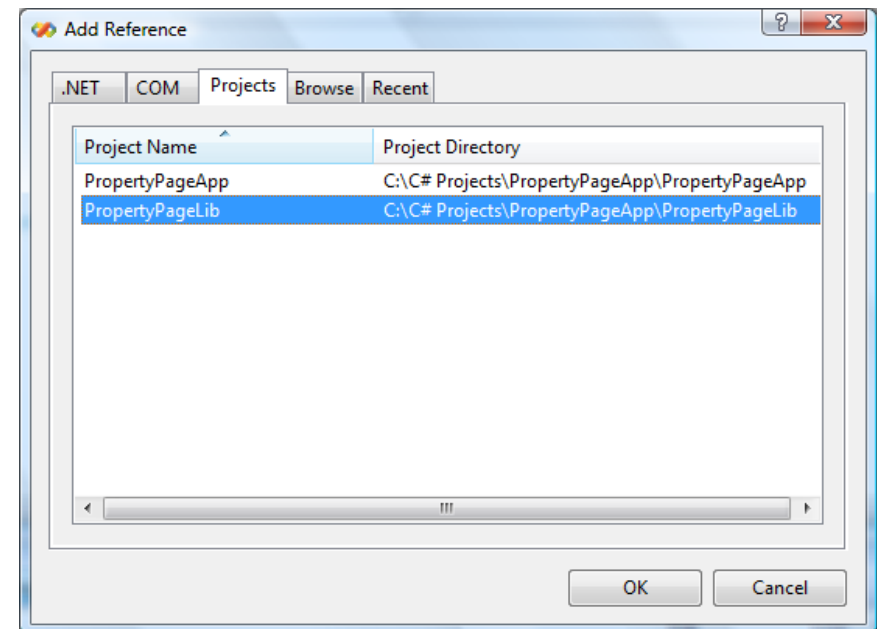 Add Reference
.NET COM Projects Browse Recent
Project Name Project Directory
PropertyPageApp C:\C# Projects\PropertyPageApp\PropertyPageApp
PropertyPageLib C:\C# Projects\PropertyPageApp\PropertyPageLib
OK Cancel